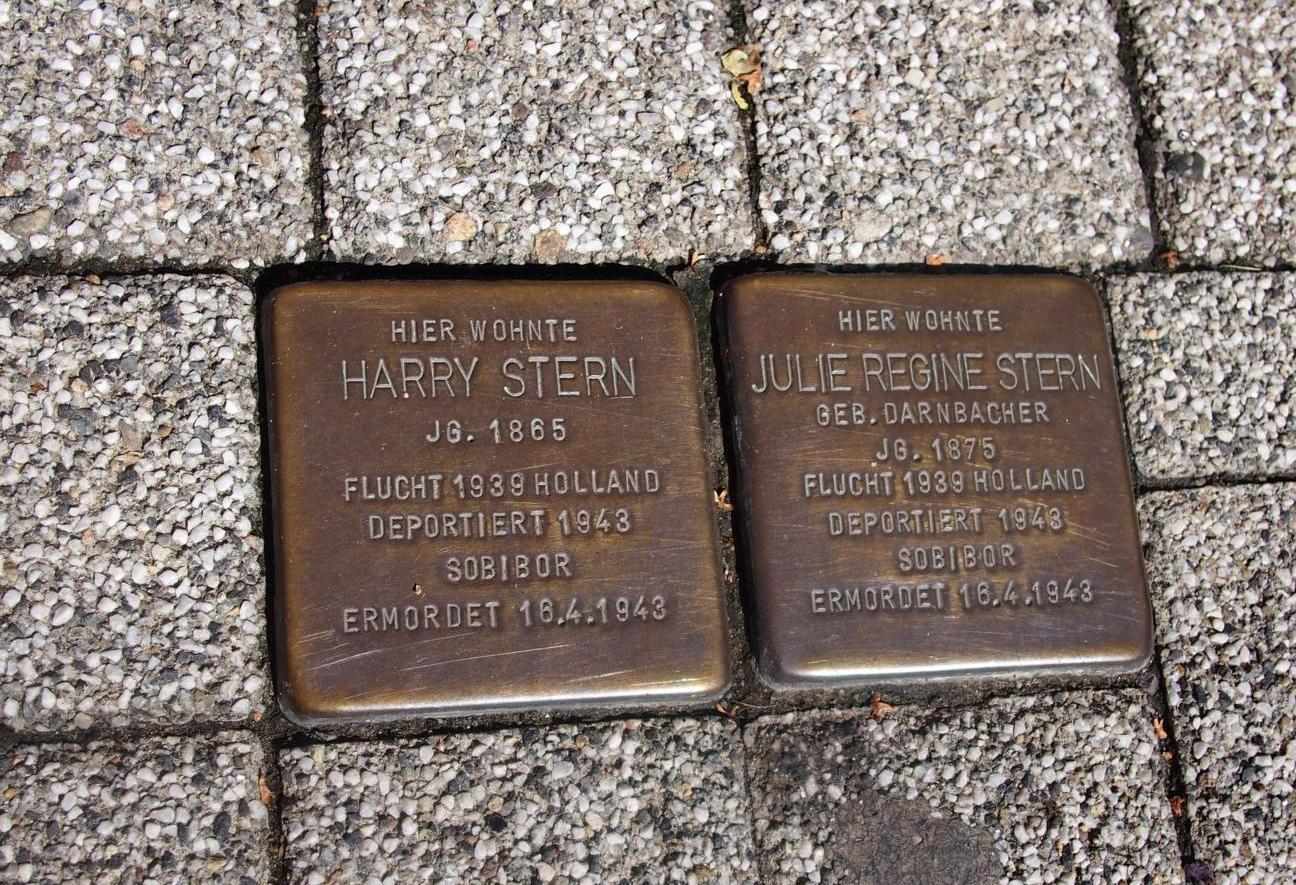 HIER WOHNTE
HARRY STERN
JG. 1865
FLUCHT 1939 HOLLAND
DEPORTIERT 1943
SOBIBOR
ERMORDET 16.4.1943
HIER WOHNTE
JULIE REGINE STERN
GEB. DARNBACHER
JG. 1875
FLUCHT 1939 HOLLAND
DEPORTIERT 1943
SOBIBOR
ERMORDET 16.4.1943